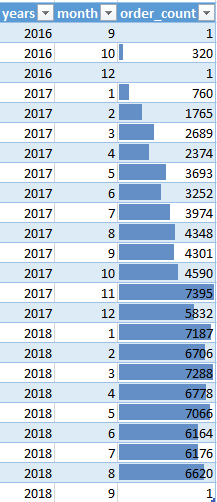 years month order_count
2016 9 1
2016 10 320
2016 12 1
2017 1 760
2017 2 1765
2017 3 2689
2017 4 2374
2017 5 3693
2017 6 3252
2017 7 3974
2017 8 4348
2017 9 4301
2017 10 4590
2017 11 7395
2017 12 5832
2018 1 7187
2018 2 6706
2018 3 7288
2018 4 6778
2018 5 7066
2018 6 6164
2018 7 6176
2018 8 6620
2018 9 1